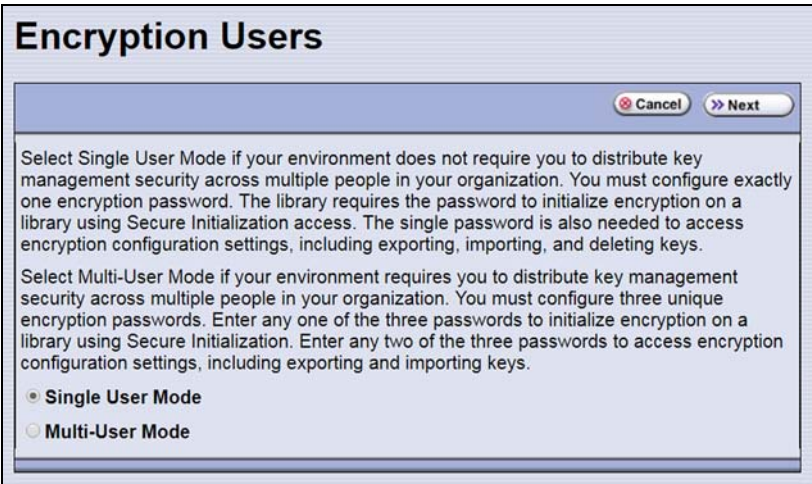 Encryption Users
Cancel
Next
Select Single User Mode if your environment does not require you to distribute key
management security across multiple people in your organization. You must configure exactly
one encryption password. The library requires the password to initialize encryption on a
library using Secure Initialization access. The single password is also needed to access
encryption configuration settings, including exporting, importing, and deleting keys.
Select Multi-User Mode if your environment requires you to distribute key management
security across multiple people in your organization. You must configure three unique
encryption passwords. Enter any one of the three passwords to initialize encryption on a
library using Secure Initialization. Enter any two of the three passwords to access encryption
configuration settings, including exporting and importing keys.
Single User Mode
Multi-User Mode